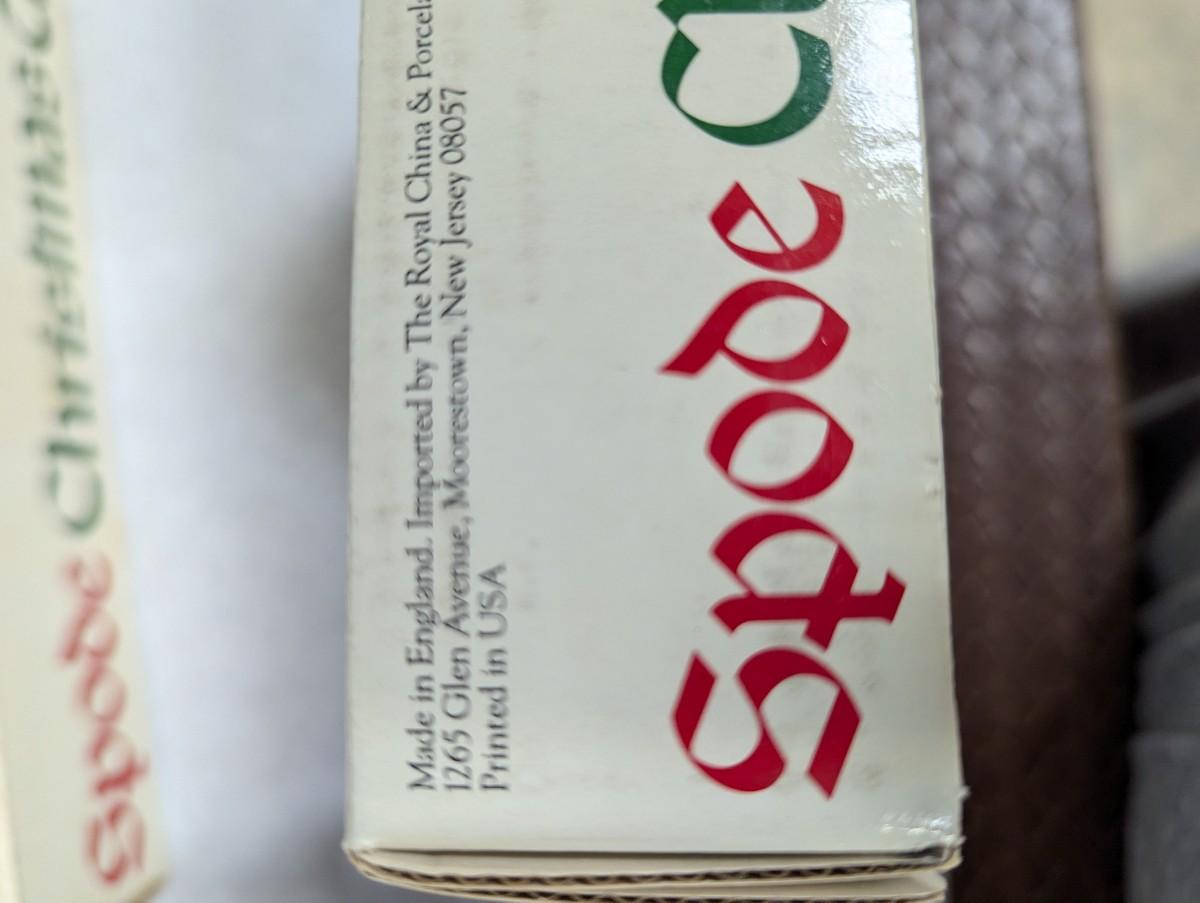 Made in England. Imported by The Royal China & Porcela
1265 Glen Avenue, Moorestown, New Jersey 08057
Printed in USA
Spode C
Spode Christmas